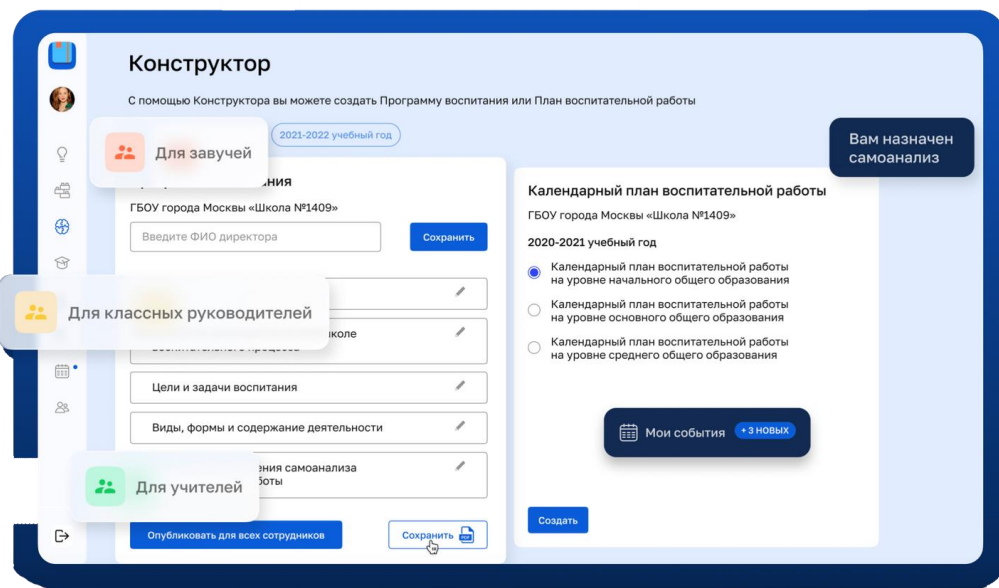 Конструктор
С помощью Конструктора вы можете создать Программу воспитания или План воспитательной работы
Для завучей
2021-2022 учебный год
Вам назначен
самоанализ
ГБОУ города Москвы «Школа №1409»
Введите ФИО директора
Сохранить
Для классных руководителей
Цели и задачи воспитания
Виды, формы и содержание деятельности
самоанализа
Для учителей
Опубликовать для всех сотрудников
Сохранить
PDF
Календарный план воспитательной работы
ГБОУ города Москвы «Школа №1409»
2020-2021 учебный год
Календарный план воспитательной работы
на уровне начального общего образования
Календарный план воспитательной работы
на уровне основного общего образования
Календарный план воспитательной работы
на уровне среднего общего образования
Мои события +3 НОВЫХ
Создать